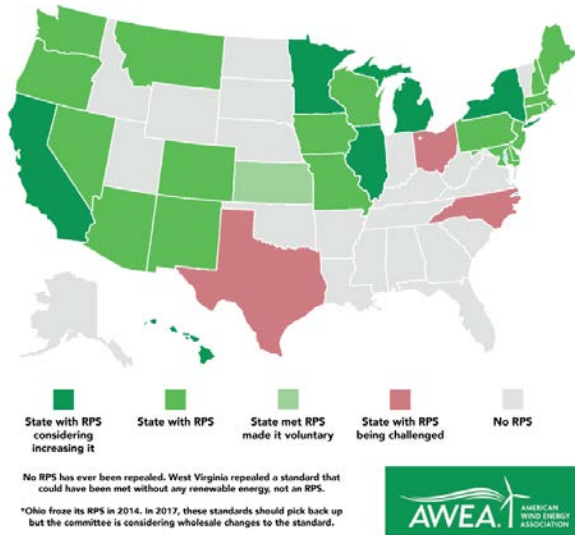 State with RPS
considering
increasing it
State with RPS
State met RPS
made it voluntary
State with RPS
being challenged
No RPS
No RPS has ever been repealed. West Virginia repealed a standard that
could have been met without any renewable energy, not an RPS.
*Ohio froze its RPS in 2014. In 2017, these standards should pick back up
but the committee is considering wholesale changes to the standard.
AWEA.
AMERICAN
WIND ENERGY
ASSOCIATION